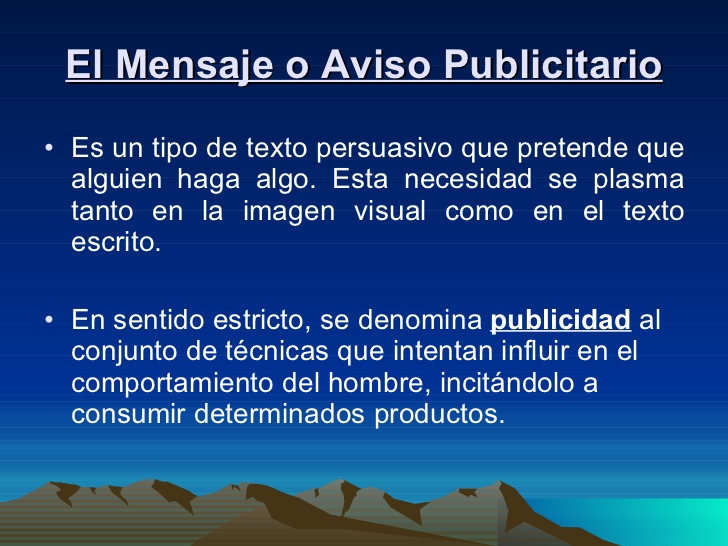 El Mensaje o Aviso Publicitario
• Es un tipo de texto persuasivo que pretende que
alguien haga algo. Esta necesidad se plasma
tanto en la imagen visual como en el texto
escrito.
• En sentido estricto, se denomina publicidad al
conjunto de técnicas que intentan influir en el
comportamiento del hombre, incitándolo a
consumir determinados productos.